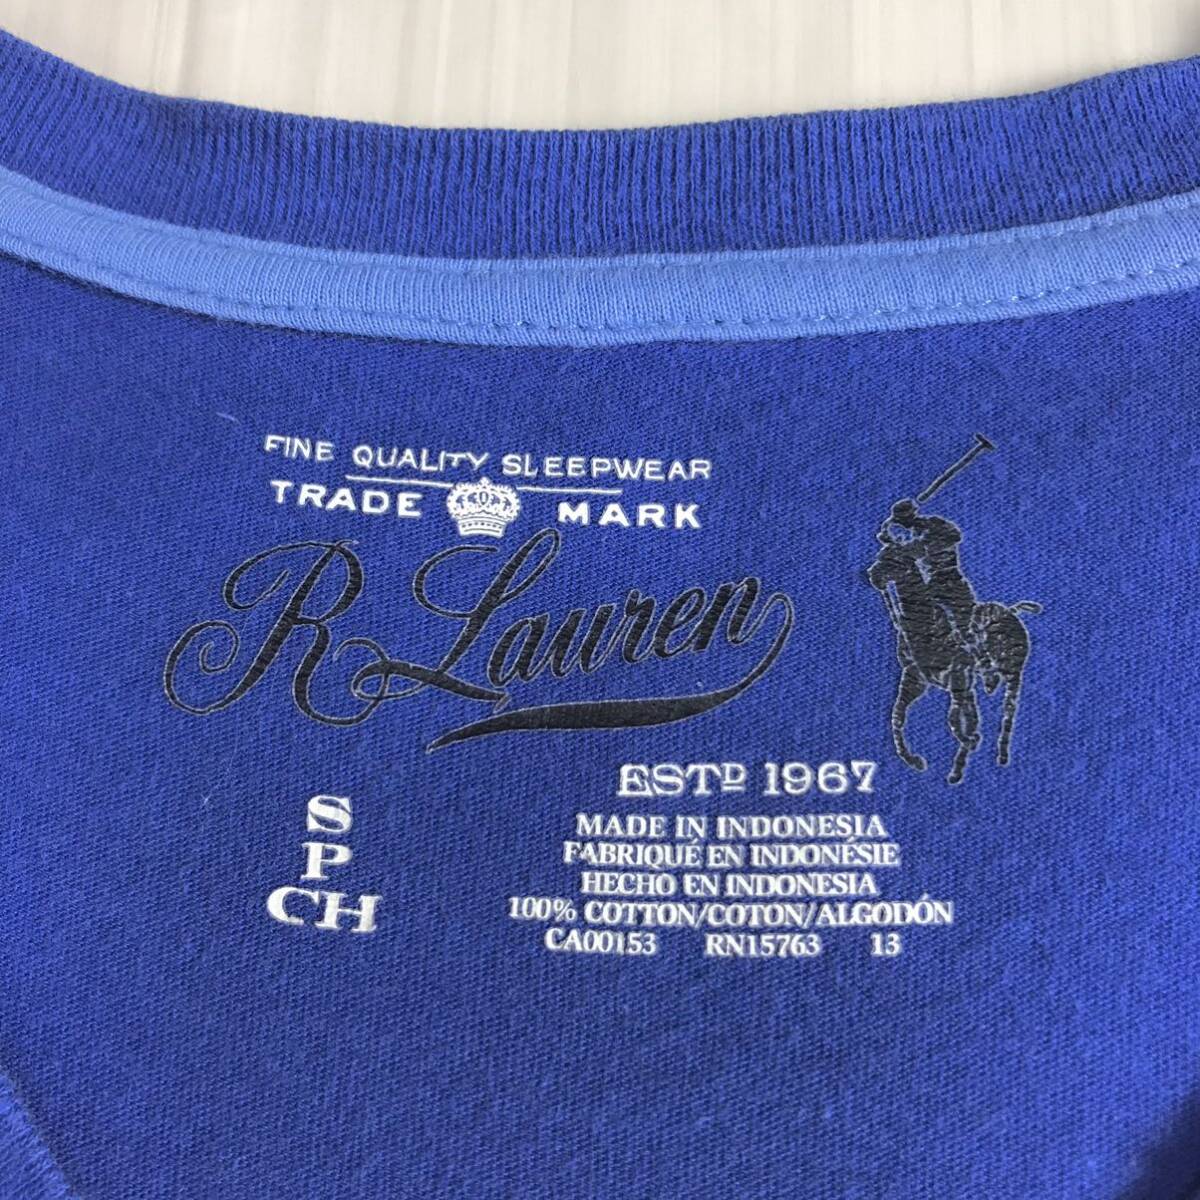 FINE QUALITY SLEEPWEAR
TRADE MARK
R Lauren
ESTD 1967
S
P
CH
MADE IN INDONESIA
FABRIQUÉ EN INDONÉSIE
HECHO EN INDONESIA
100% COTTON/COTON/ALGODÓN
CA00153 RN15763 13